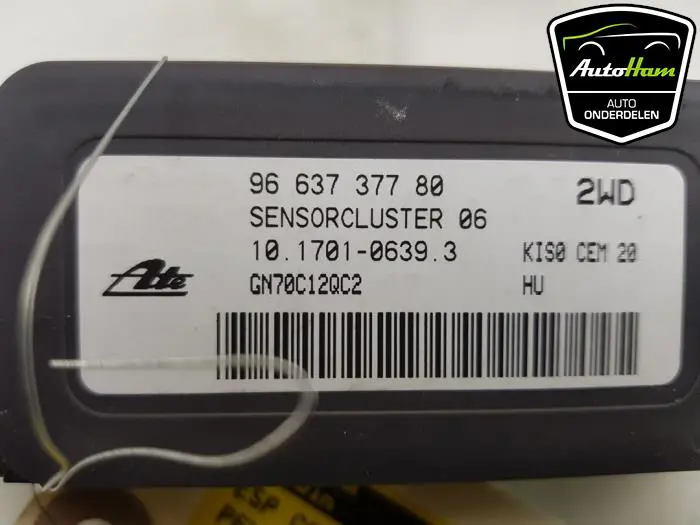 AutoHam
AUTO
ONDERDELEN
96 637 377 80
2WD
SENSORCLUSTER 06
10.1701-0639.3
KIS0 CEM 20
Ate
GN70C12QC2
HU
ESP